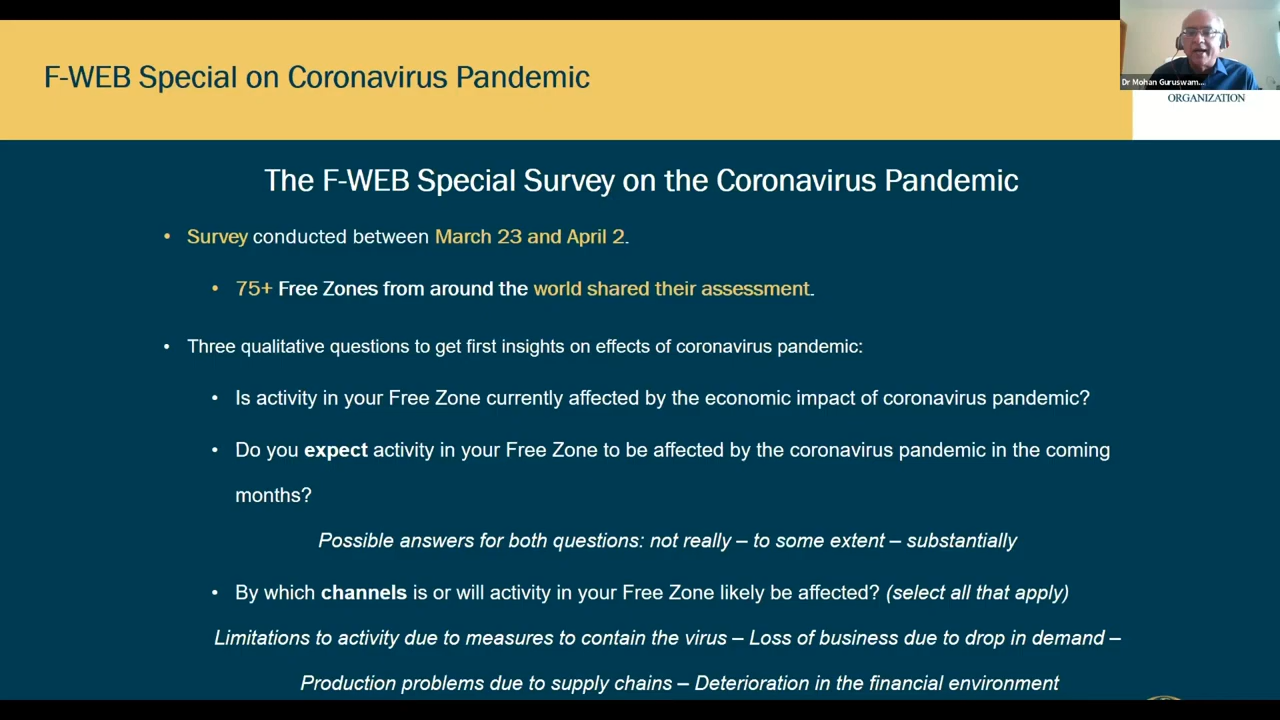 F-WEB Special on Coronavirus Pandemic
Dr Mohan Guruswam...
ORGANIZATION
The F-WEB Special Survey on the Coronavirus Pandemic
• Survey conducted between March 23 and April 2.
• 75+ Free Zones from around the world shared their assessment.
• Three qualitative questions to get first insights on effects of coronavirus pandemic:
• Is activity in your Free Zone currently affected by the economic impact of coronavirus pandemic?
• Do you expect activity in your Free Zone to be affected by the coronavirus pandemic in the coming
months?
Possible answers for both questions: not really – to some extent – substantially
• By which channels is or will activity in your Free Zone likely be affected? (select all that apply)
Limitations to activity due to measures to contain the virus – Loss of business due to drop in demand –
Production problems due to supply chains – Deterioration in the financial environment